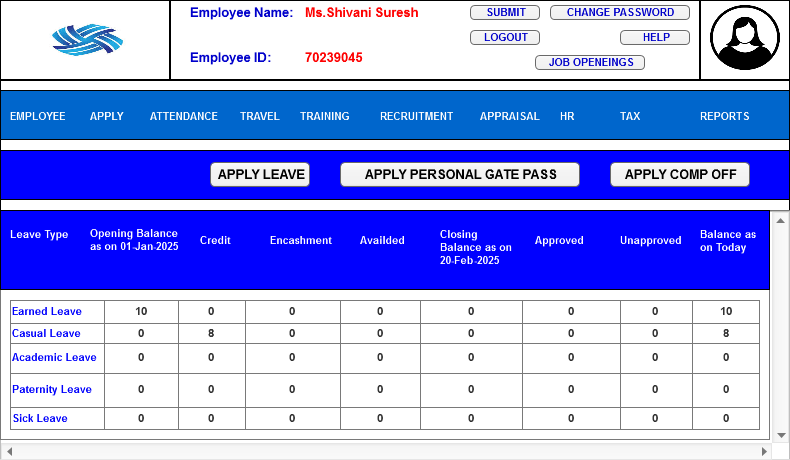 Employee Name: Ms.Shivani Suresh
SUBMIT CHANGE PASSWORD
LOGOUT HELP
Employee ID: 70239045
JOB OPENEINGS
EMPLOYEE APPLY ATTENDANCE TRAVEL TRAINING RECRUITMENT APPRAISAL HR TAX REPORTS
APPLY LEAVE APPLY PERSONAL GATE PASS APPLY COMP OFF
Leave Type
Opening Balance
as on 01-Jan-2025
Credit
Encashment
Availded
Closing
Balance as on
20-Feb-2025
Approved
Unapproved
Balance as
on Today
Earned Leave 10 0 0 0 0 0 0 10
Casual Leave 0 8 0 0 0 0 0 8
Academic Leave 0 0 0 0 0 0 0 0
Paternity Leave 0 0 0 0 0 0 0 0
Sick Leave 0 0 0 0 0 0 0 0